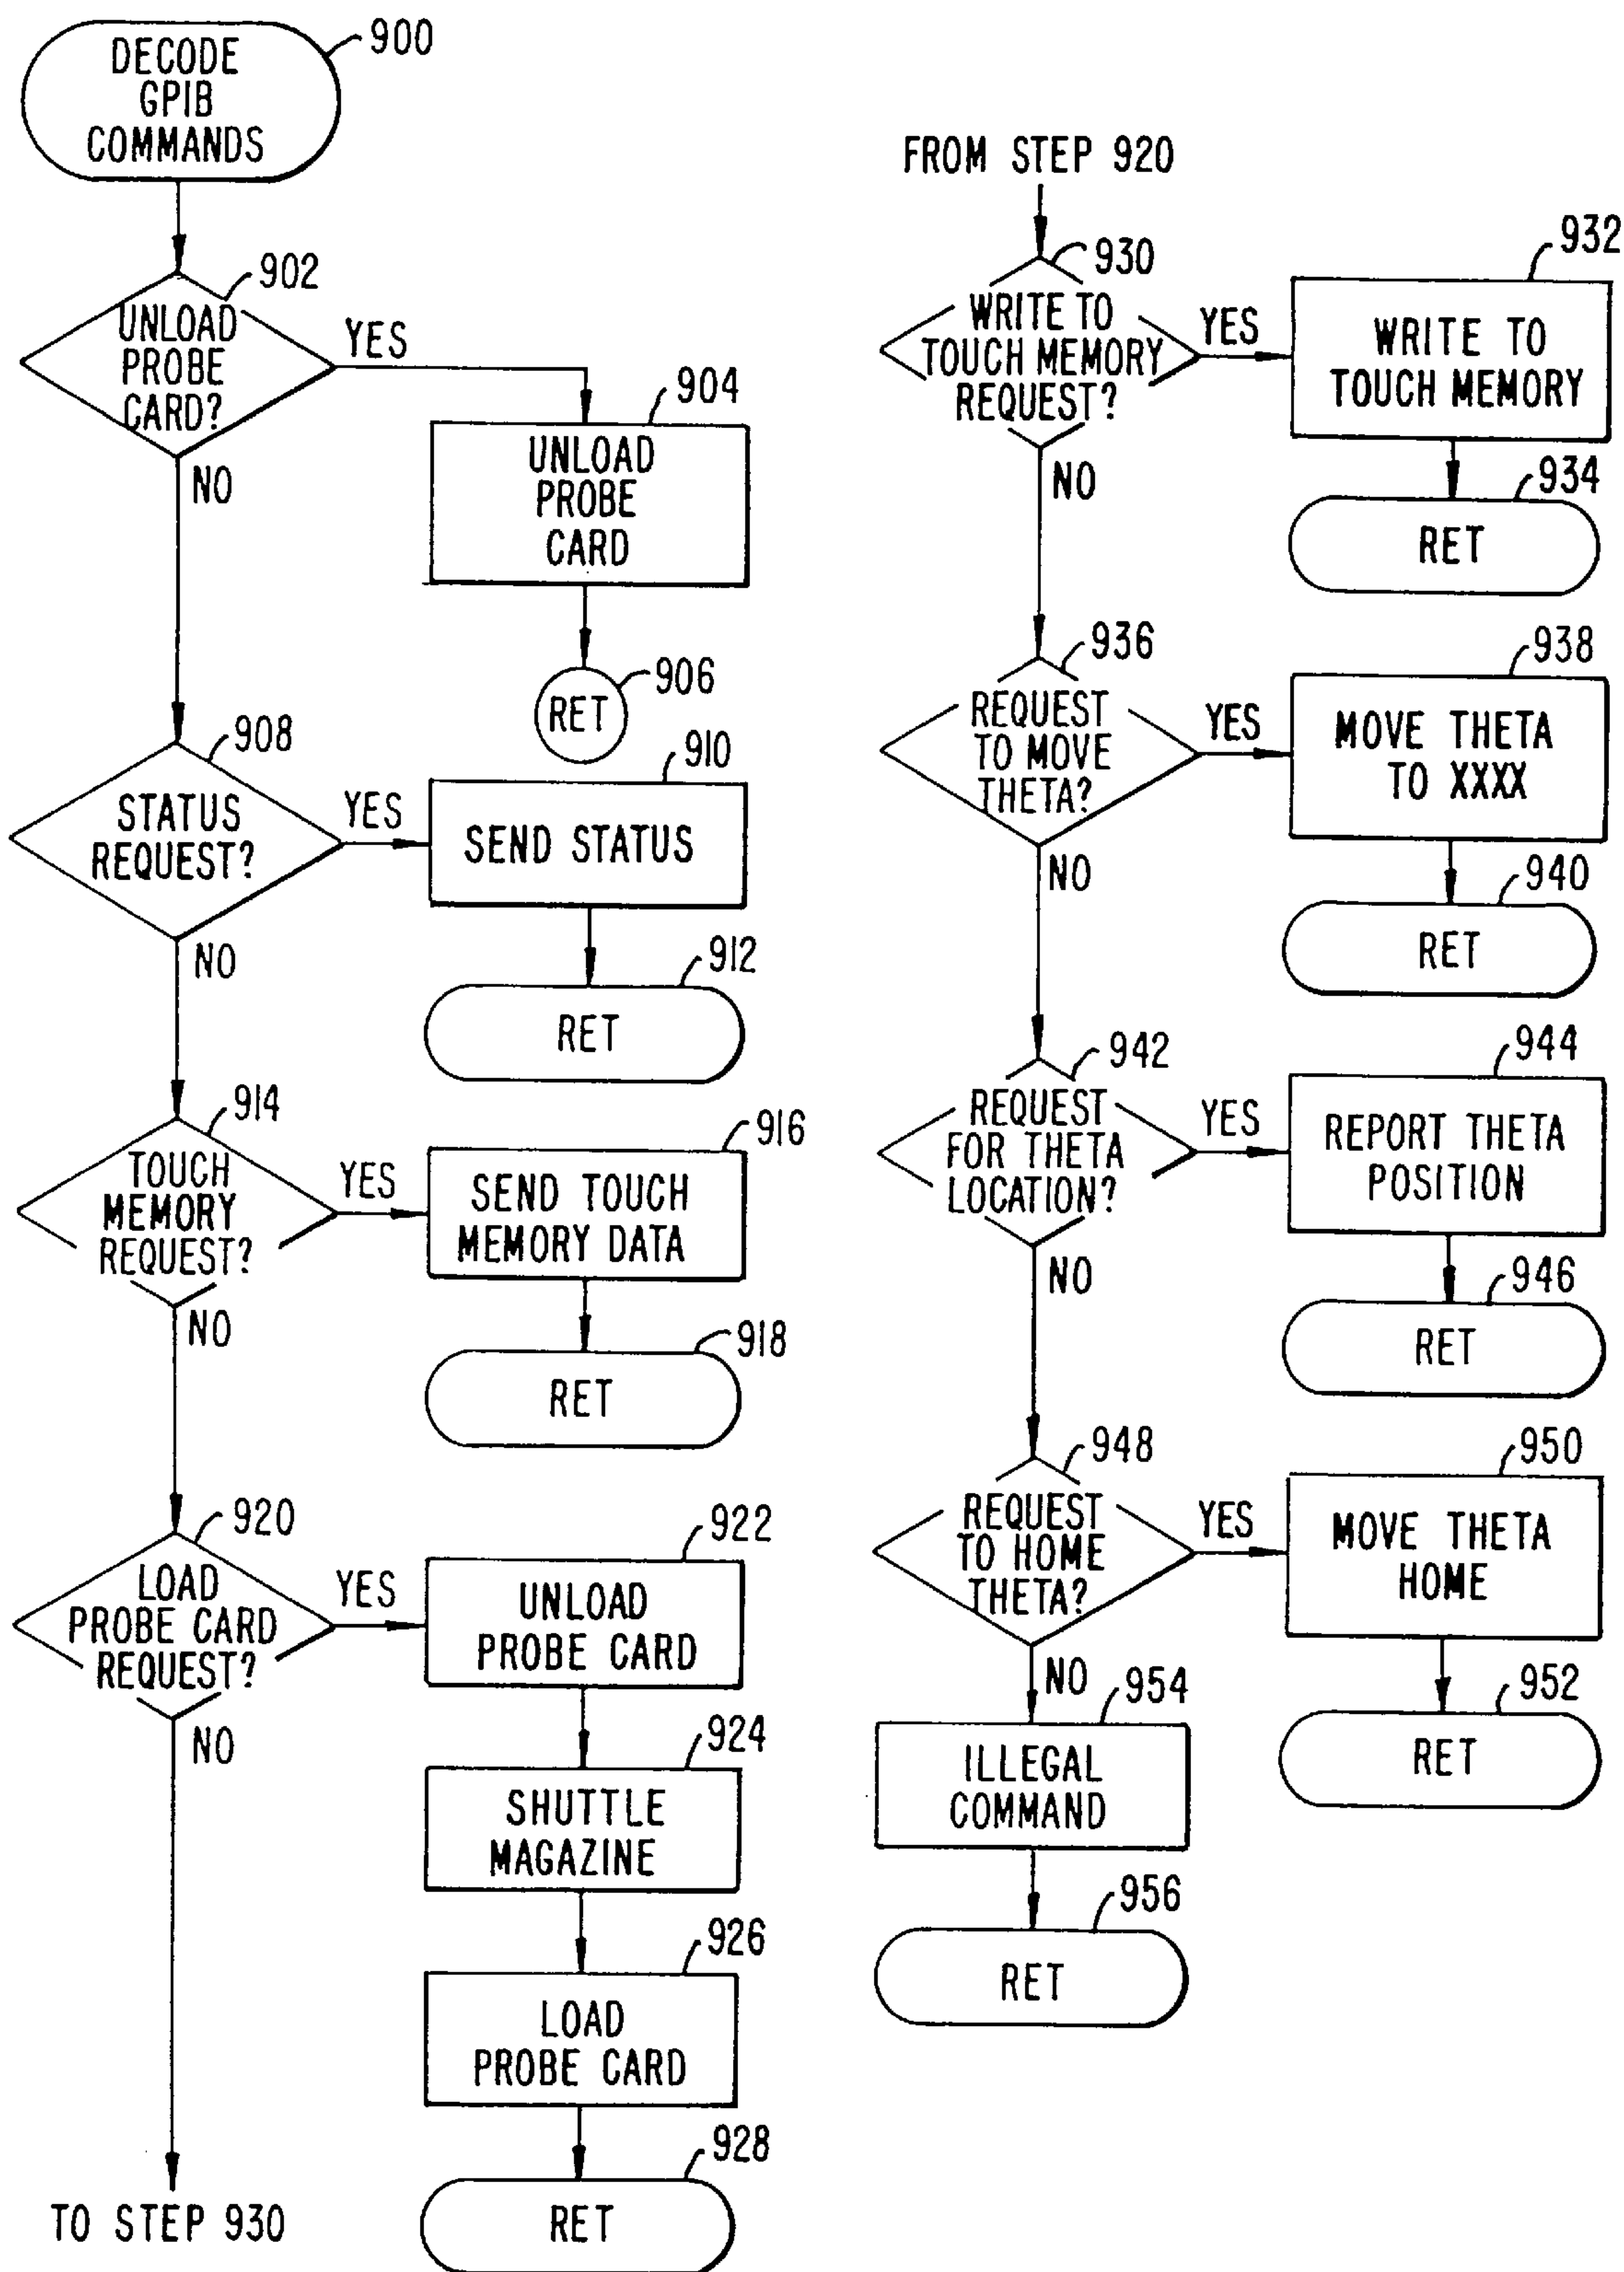 900
DECODE
GPIB
COMMANDS
902
UNLOAD
PROBE
CARD?
YES
NO
904
UNLOAD
PROBE
CARD
906
RET
908
STATUS
REQUEST?
YES
NO
910
SEND STATUS
912
RET
914
TOUCH
MEMORY
REQUEST?
YES
NO
916
SEND TOUCH
MEMORY DATA
918
RET
920
LOAD
PROBE CARD
REQUEST?
YES
NO
922
UNLOAD
PROBE CARD
924
SHUTTLE
MAGAZINE
926
LOAD
PROBE CARD
928
RET
TO STEP 930
FROM STEP 920
930
WRITE TO
TOUCH MEMORY
REQUEST?
YES
NO
932
WRITE TO
TOUCH MEMORY
934
RET
936
REQUEST
TO MOVE
THETA?
YES
NO
938
MOVE THETA
TO XXXX
940
RET
942
REQUEST
FOR THETA
LOCATION?
YES
NO
944
REPORT THETA
POSITION
946
RET
948
REQUEST
TO HOME
THETA?
YES
NO
950
MOVE THETA
HOME
952
RET
954
ILLEGAL
COMMAND
956
RET